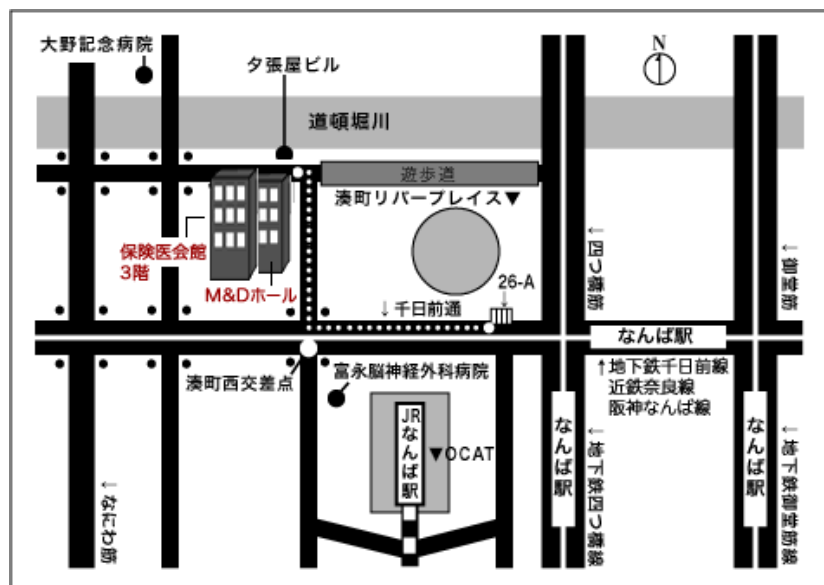 大野記念病院
夕張屋ビル
N
道頓堀川
遊歩道
湊町リバープレイス▼
↓四つ橋筋
↓御堂筋
保険医会館
3階
M&Dホール
26-A
↓
↓千日前通
なんば駅
湊町西交差点
富永脳神経外科病院
↑地下鉄千日前線
近鉄奈良線
阪神なんば線
JRなんば駅
▼OCAT
なんば駅
↓地下鉄四つ橋線
なんば駅
↓地下鉄御堂筋線
↓なにわ筋